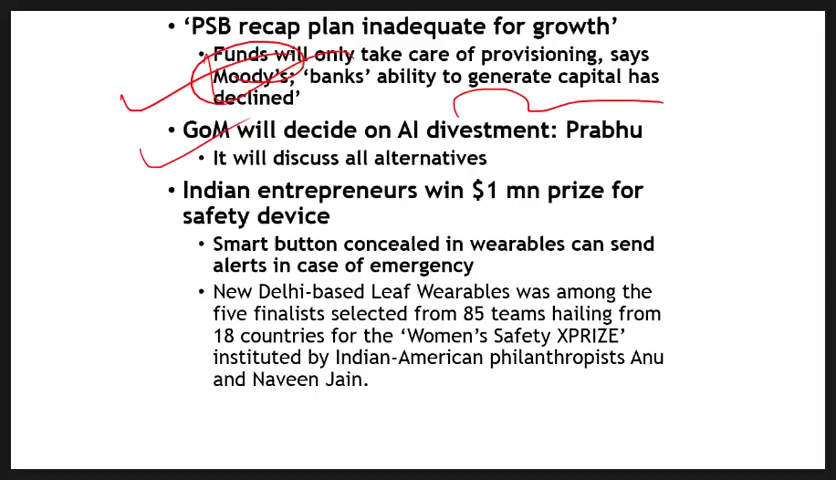 • ‘PSB recap plan inadequate for growth’
• Funds will only take care of provisioning, says
Moody’s; ‘banks’ ability to generate capital has
declined’
• GoM will decide on AI divestment: Prabhu
• It will discuss all alternatives
• Indian entrepreneurs win $1 mn prize for
safety device
• Smart button concealed in wearables can send
alerts in case of emergency
• New Delhi-based Leaf Wearables was among the
five finalists selected from 85 teams hailing from
18 countries for the ‘Women’s Safety XPRIZE’
instituted by Indian-American philanthropists Anu
and Naveen Jain.